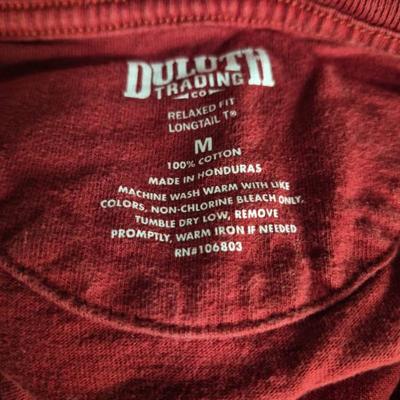 DULUTH
TRADING
CO
RELAXED FIT
LONGTAIL T®
M
100% COTTON
MADE IN HONDURAS
MACHINE WASH WARM WITH LIKE
COLORS, NON-CHLORINE BLEACH ONLY,
TUMBLE DRY LOW, REMOVE
PROMPTLY, WARM IRON IF NEEDED
RN#106803